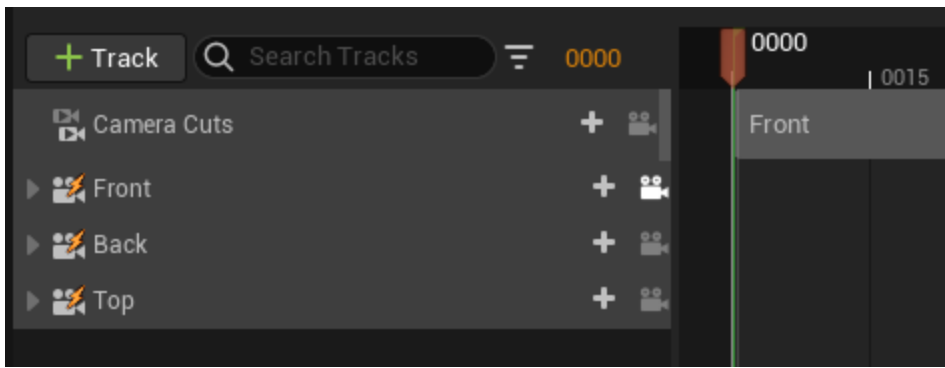 + Track Search Tracks 0000 0000
0015
Camera Cuts Front
Front
Back
Top